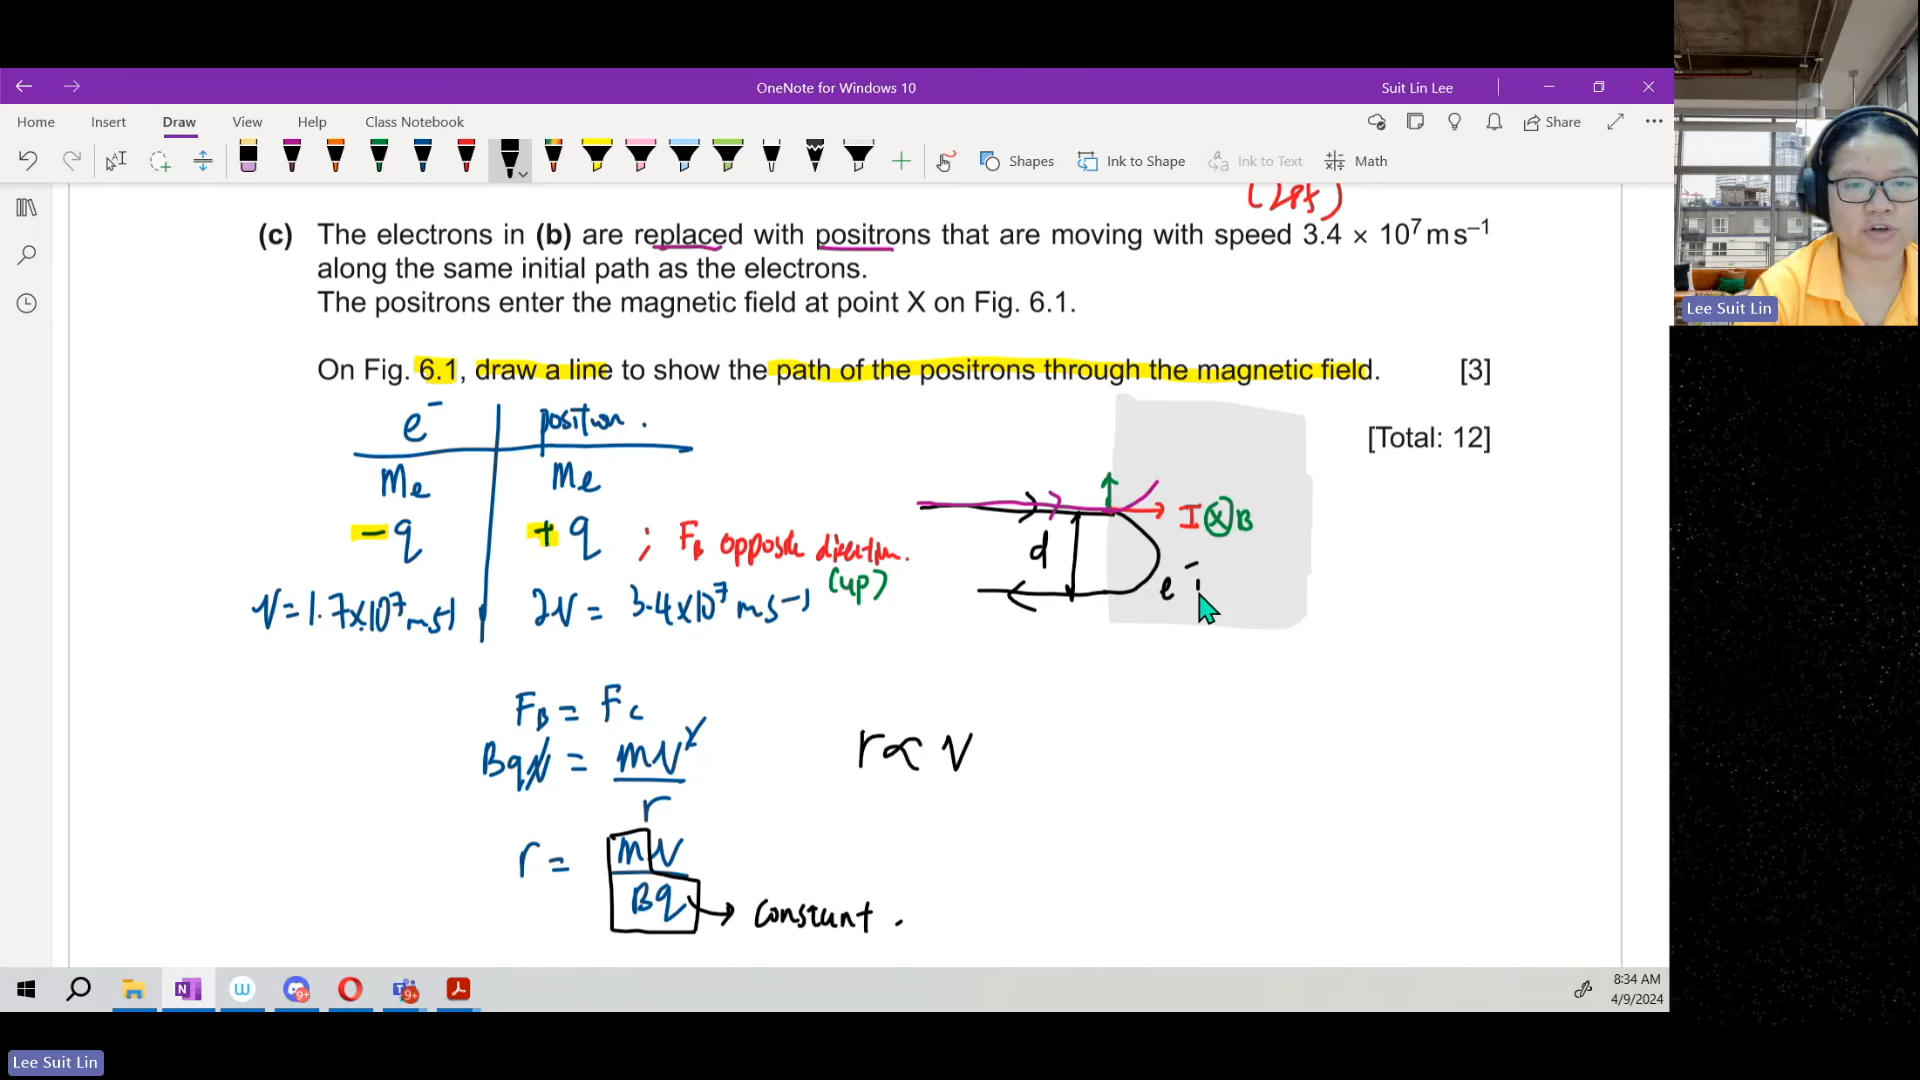 OneNote for Windows 10
Suit Lin Lee
Home Insert Draw View Help Class Notebook
Share
Shapes Ink to Shape Ink to Text Math
(c) The electrons in (b) are replaced with positrons that are moving with speed 3.4 × 10⁷ m s⁻¹
along the same initial path as the electrons.
The positrons enter the magnetic field at point X on Fig. 6.1.
On Fig. 6.1, draw a line to show the path of the positrons through the magnetic field. [3]
[Total: 12]
e⁻ positron .
Me Me
−q +q ; F_B opposite direction.
(up)
V = 1.7×10⁷ ms⁻¹ 2V = 3.4×10⁷ ms⁻¹
I (X) B
d
e⁻
F_B = F_c
Bqv = mv²
r
r ∝ v
r = mv
Bq → constant .
Lee Suit Lin
9+
9+
8:34 AM
4/9/2024
Lee Suit Lin